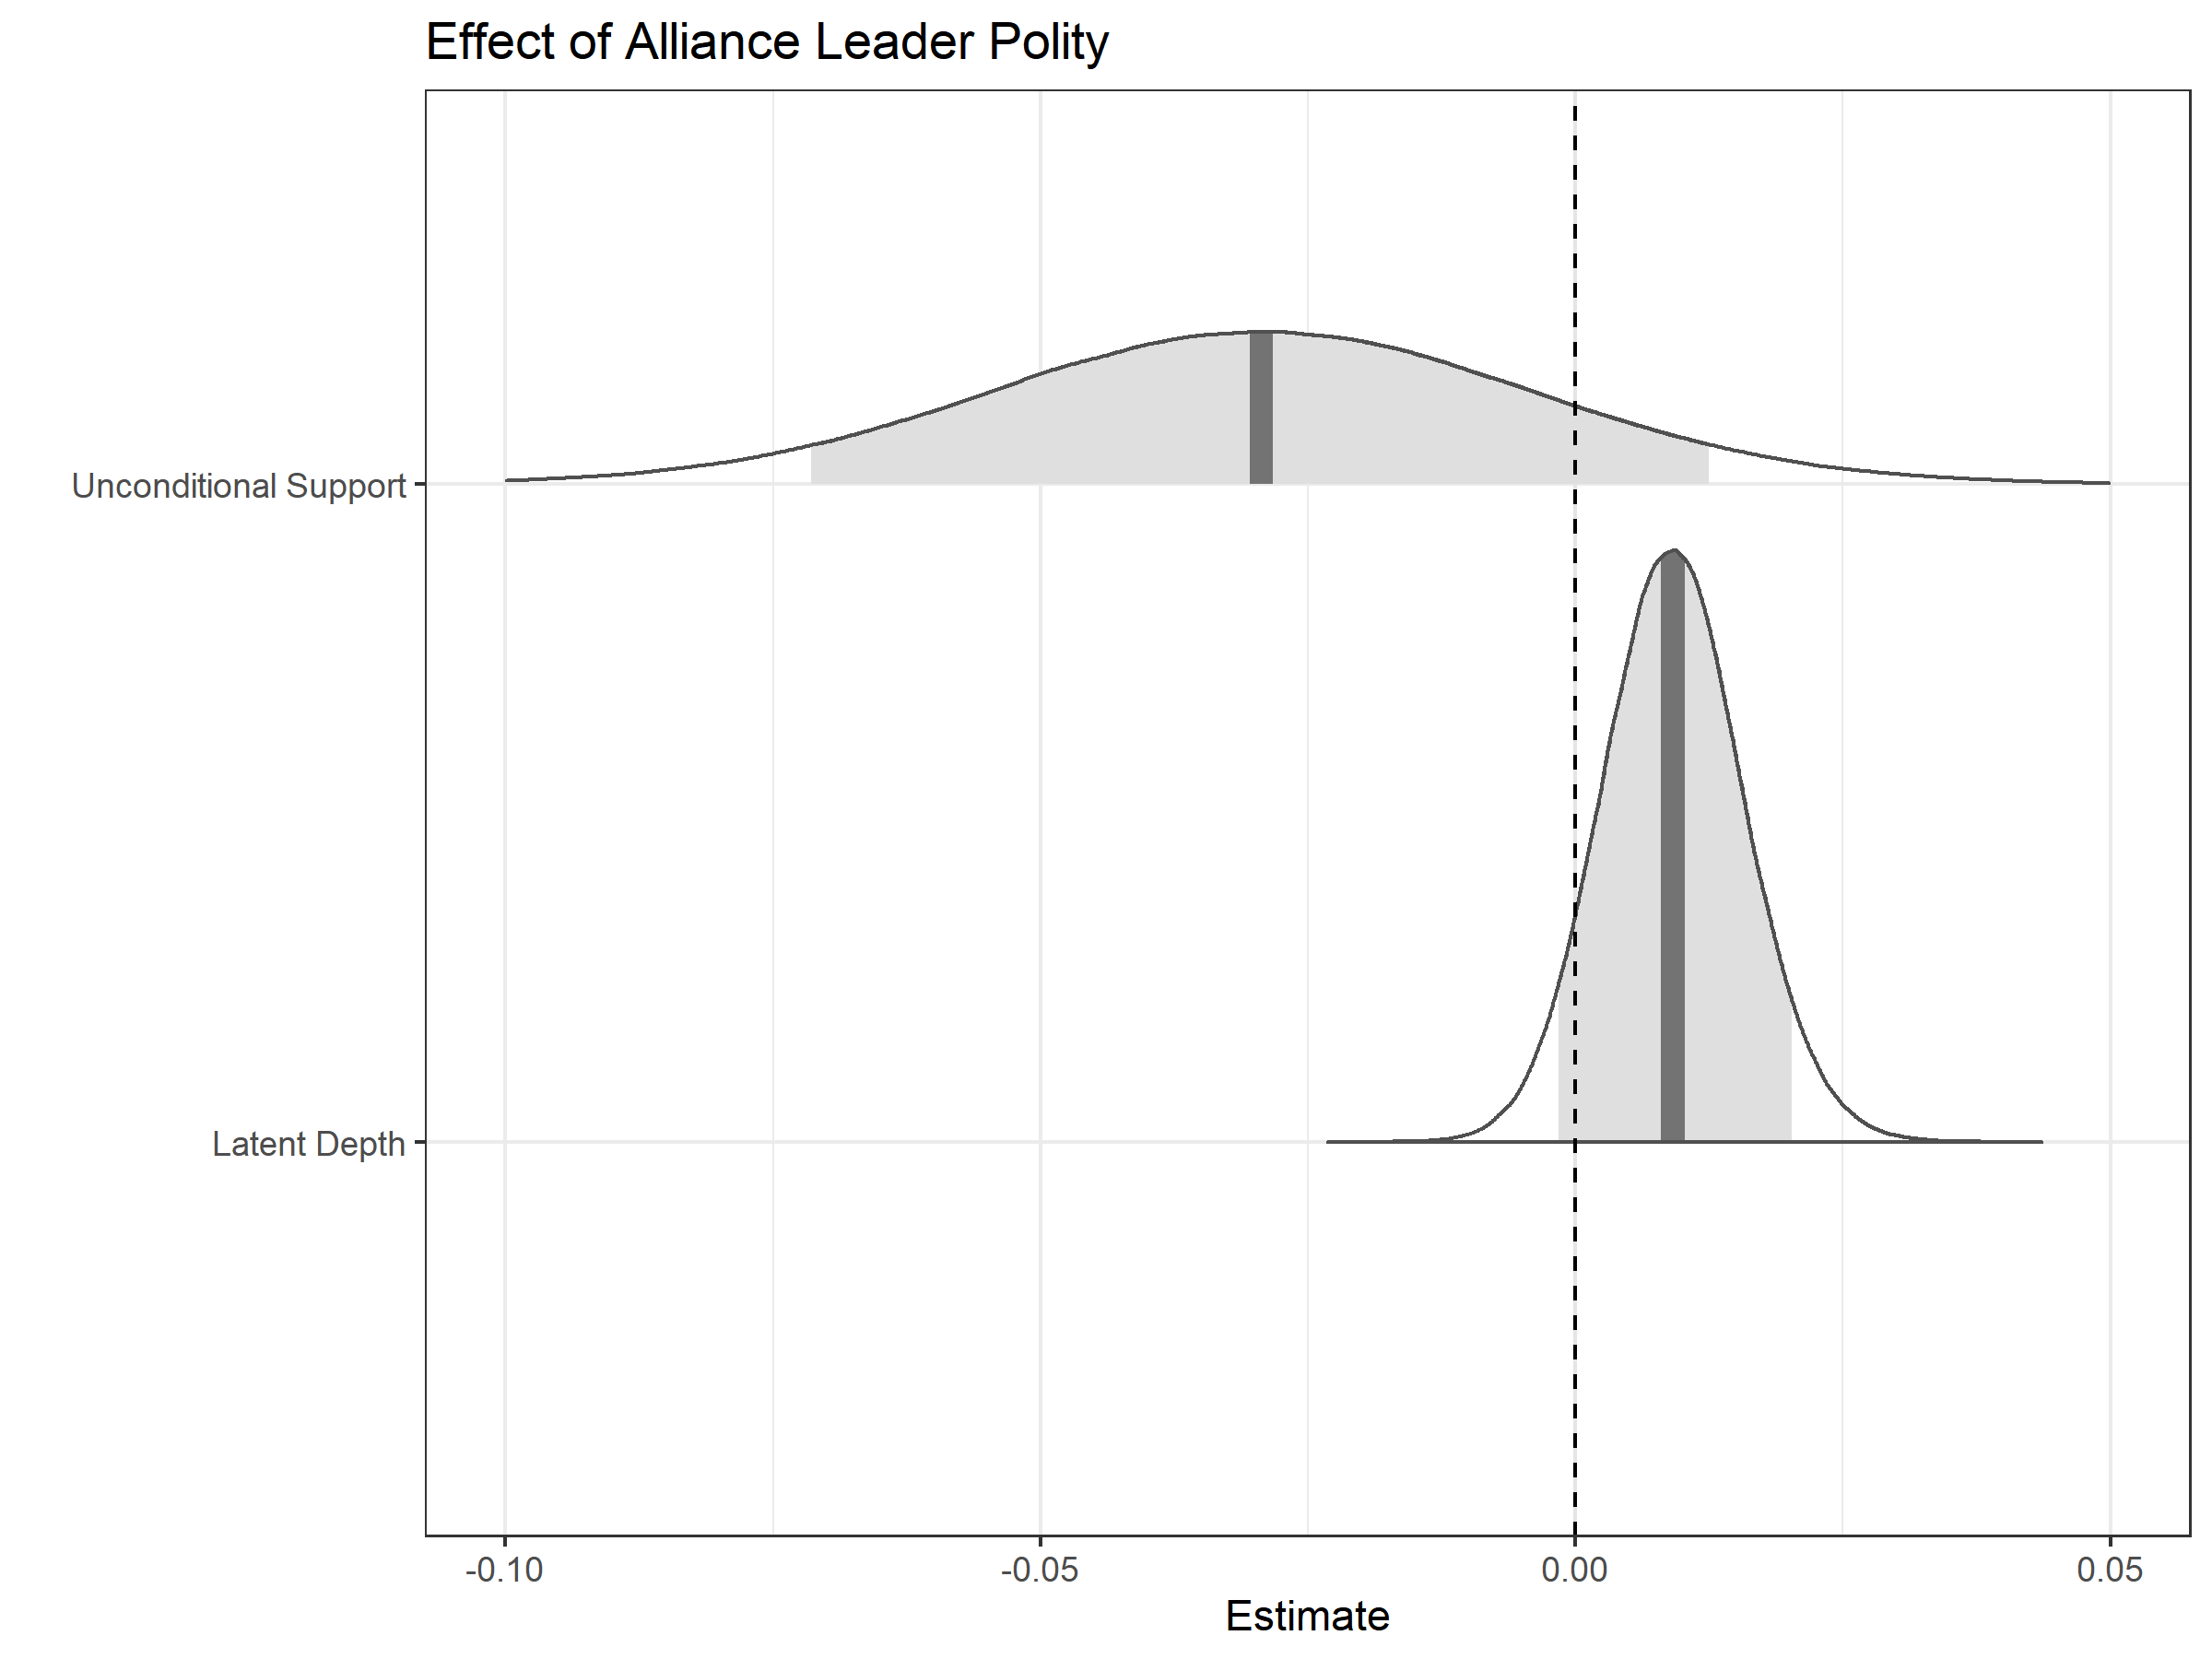 Effect of Alliance Leader Polity
Unconditional Support
Latent Depth
-0.10
-0.05
0.00
0.05
Estimate